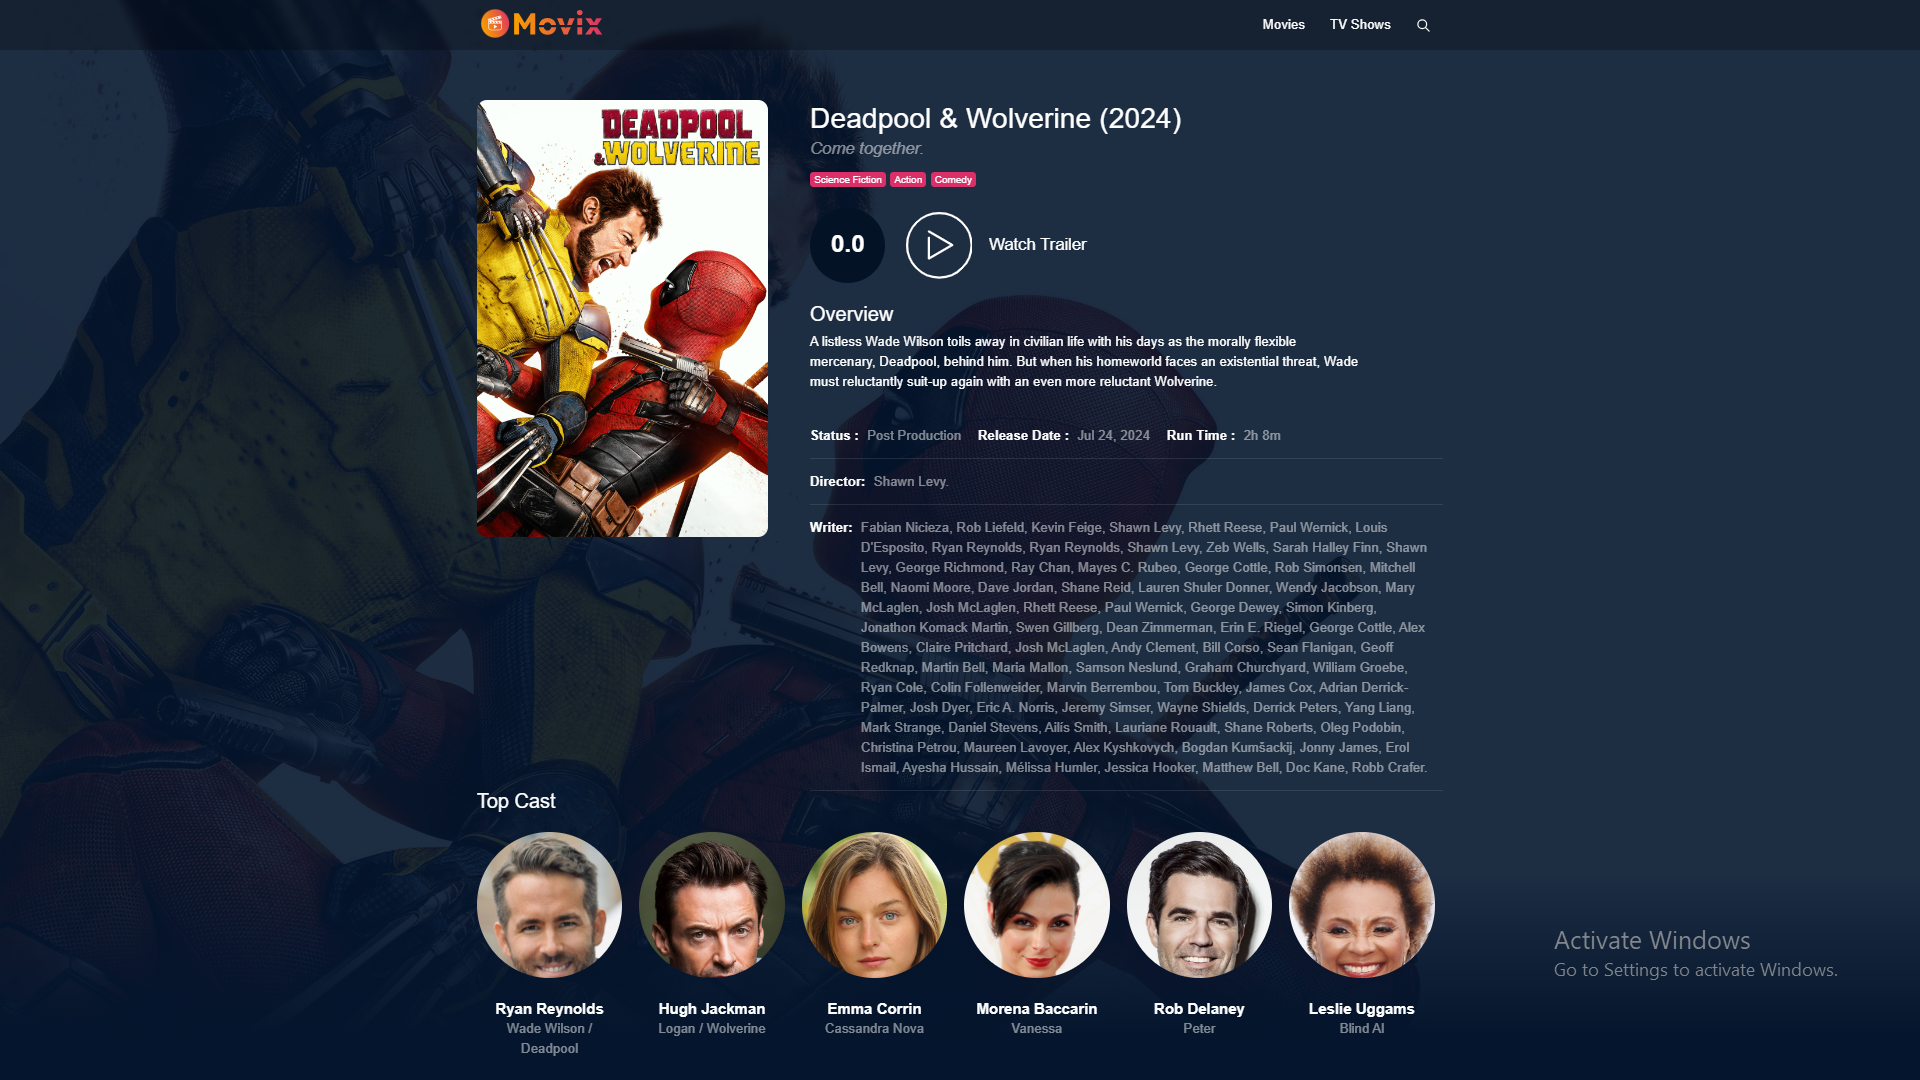 Movix
Movies
TV Shows
DEADPOOL
& WOLVERINE
Deadpool & Wolverine (2024)
Come together.
Science Fiction
Action
Comedy
0.0
Watch Trailer
Overview
A listless Wade Wilson toils away in civilian life with his days as the morally flexible
mercenary, Deadpool, behind him. But when his homeworld faces an existential threat, Wade
must reluctantly suit-up again with an even more reluctant Wolverine.
Status : Post Production Release Date : Jul 24, 2024 Run Time : 2h 8m
Director: Shawn Levy.
Writer: Fabian Nicieza, Rob Liefeld, Kevin Feige, Shawn Levy, Rhett Reese, Paul Wernick, Louis
D'Esposito, Ryan Reynolds, Ryan Reynolds, Shawn Levy, Zeb Wells, Sarah Halley Finn, Shawn
Levy, George Richmond, Ray Chan, Mayes C. Rubeo, George Cottle, Rob Simonsen, Mitchell
Bell, Naomi Moore, Dave Jordan, Shane Reid, Lauren Shuler Donner, Wendy Jacobson, Mary
McLaglen, Josh McLaglen, Rhett Reese, Paul Wernick, George Dewey, Simon Kinberg,
Jonathon Komack Martin, Swen Gillberg, Dean Zimmerman, Erin E. Riegel, George Cottle, Alex
Bowens, Claire Pritchard, Josh McLaglen, Andy Clement, Bill Corso, Sean Flanigan, Geoff
Redknap, Martin Bell, Maria Mallon, Samson Neslund, Graham Churchyard, William Groebe,
Ryan Cole, Colin Follenweider, Marvin Berrembou, Tom Buckley, James Cox, Adrian Derrick-
Palmer, Josh Dyer, Eric A. Norris, Jeremy Simser, Wayne Shields, Derrick Peters, Yang Liang,
Mark Strange, Daniel Stevens, Ailís Smith, Lauriane Rouault, Shane Roberts, Oleg Podobin,
Christina Petrou, Maureen Lavoyer, Alex Kyshkovych, Bogdan Kumšackij, Jonny James, Erol
Ismail, Ayesha Hussain, Mélissa Humler, Jessica Hooker, Matthew Bell, Doc Kane, Robb Crafer.
Top Cast
Ryan Reynolds
Wade Wilson /
Deadpool
Hugh Jackman
Logan / Wolverine
Emma Corrin
Cassandra Nova
Morena Baccarin
Vanessa
Rob Delaney
Peter
Leslie Uggams
Blind Al
Activate Windows
Go to Settings to activate Windows.